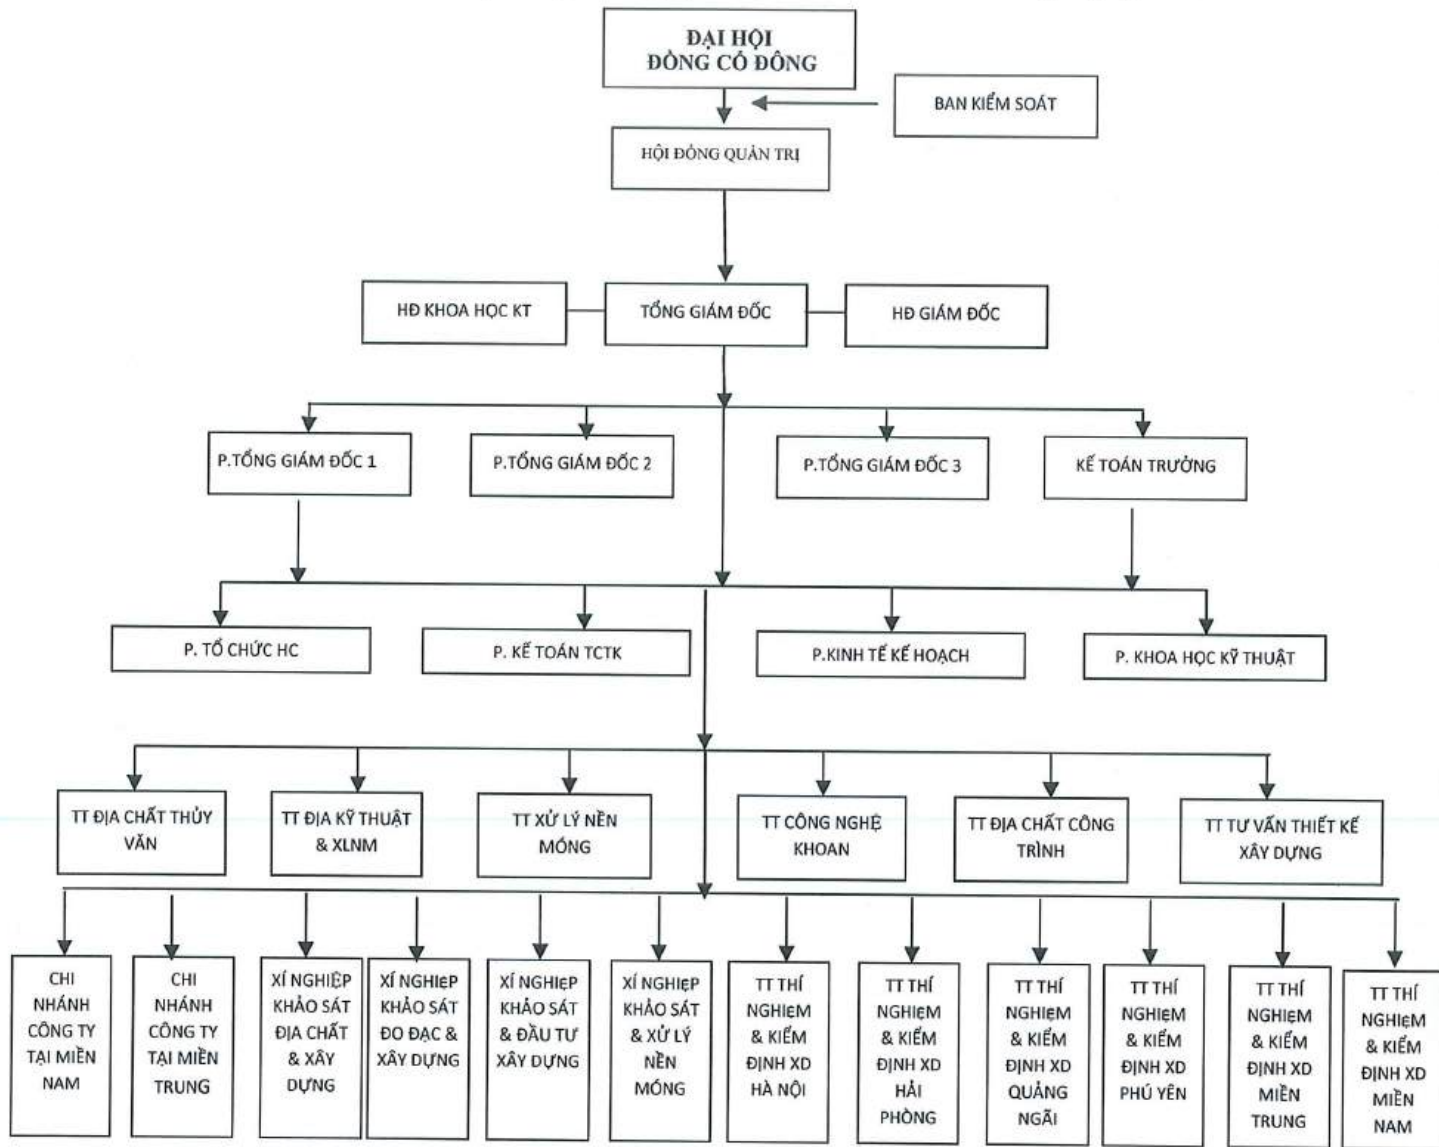 ĐẠI HỘI
ĐỒNG CỔ ĐÔNG
BAN KIỂM SOÁT
HỘI ĐỒNG QUẢN TRỊ
HĐ KHOA HỌC KT
TỔNG GIÁM ĐỐC
HĐ GIÁM ĐỐC
P.TỔNG GIÁM ĐỐC 1
P.TỔNG GIÁM ĐỐC 2
P.TỔNG GIÁM ĐỐC 3
KẾ TOÁN TRƯỞNG
P. TỔ CHỨC HC
P. KẾ TOÁN TCTK
P.KINH TẾ KẾ HOẠCH
P. KHOA HỌC KỸ THUẬT
TT ĐỊA CHẤT THỦY
VĂN
TT ĐỊA KỸ THUẬT
& XLNM
TT XỬ LÝ NỀN
MÓNG
TT CÔNG NGHỆ
KHOAN
TT ĐỊA CHẤT CÔNG
TRÌNH
TT TƯ VẤN THIẾT KẾ
XÂY DỰNG
CHI
NHÁNH
CÔNG TY
TẠI MIỀN
NAM
CHI
NHÁNH
CÔNG TY
TẠI MIỀN
TRUNG
XÍ NGHIỆP
KHẢO SÁT
ĐỊA CHẤT
& XÂY
DỰNG
XÍ NGHIỆP
KHẢO SÁT
ĐO ĐẠC &
XÂY DỰNG
XÍ NGHIỆP
KHẢO SÁT
& ĐẦU TƯ
XÂY DỰNG
XÍ NGHIỆP
KHẢO SÁT
& XỬ LÝ
NỀN
MÓNG
TT THÍ
NGHIỆM
& KIỂM
ĐỊNH XD
HÀ NỘI
TT THÍ
NGHIỆM
& KIỂM
ĐỊNH XD
HẢI
PHÒNG
TT THÍ
NGHIỆM
& KIỂM
ĐỊNH XD
QUẢNG
NGÃI
TT THÍ
NGHIỆM
& KIỂM
ĐỊNH XD
PHÚ YÊN
TT THÍ
NGHIỆM
& KIỂM
ĐỊNH XD
MIỀN
TRUNG
TT THÍ
NGHIỆM
& KIỂM
ĐỊNH XD
MIỀN
NAM